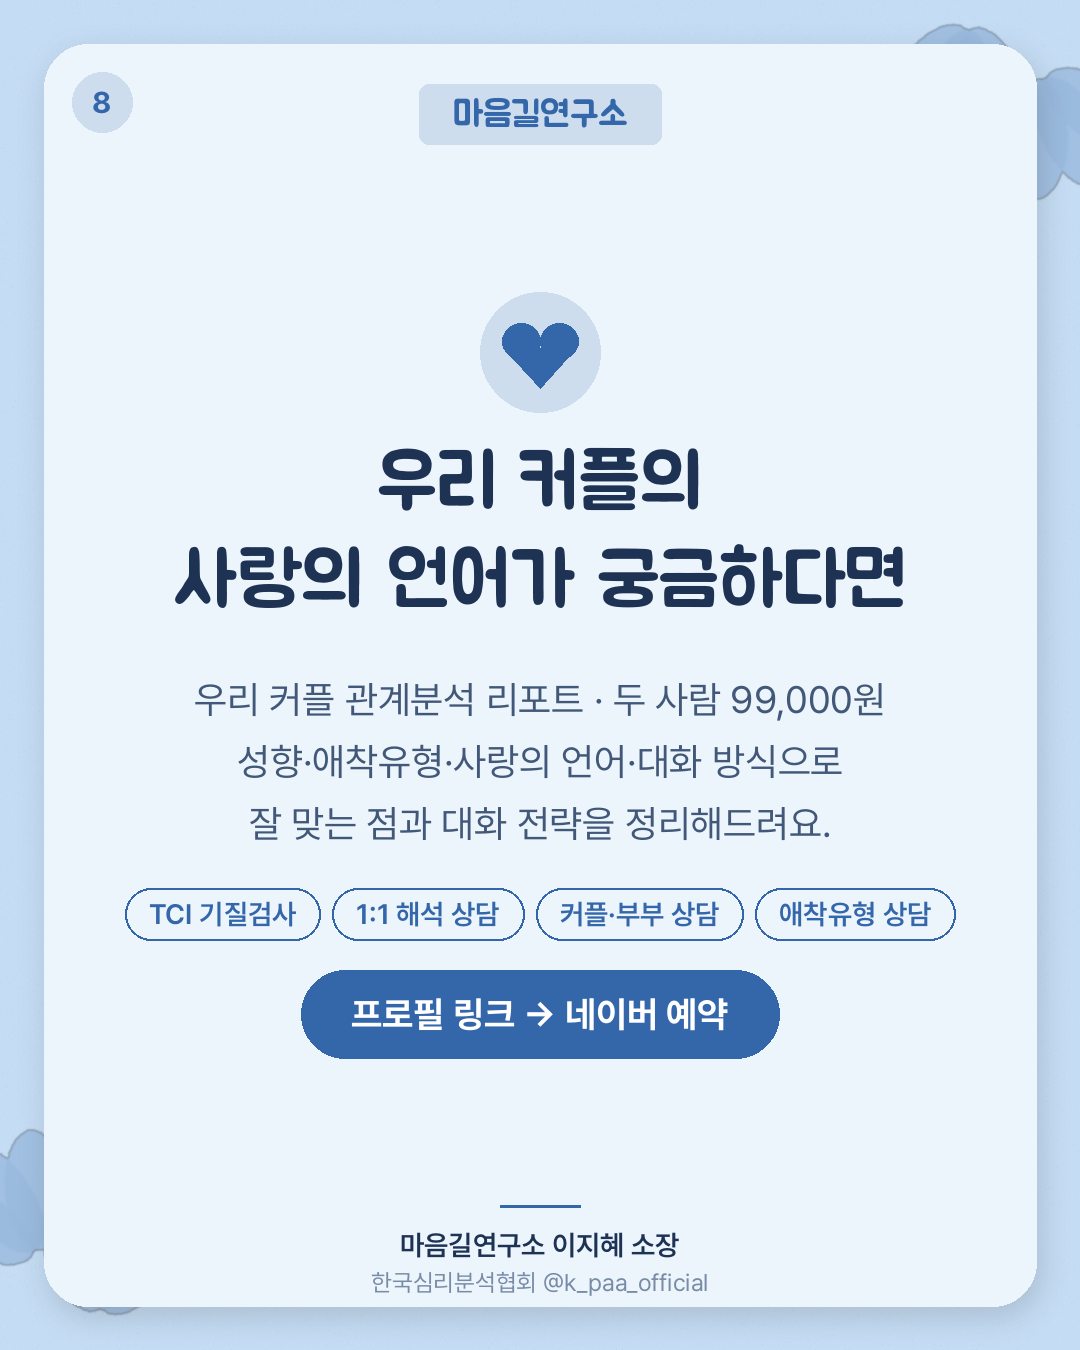 8
마음길연구소
우리 커플의
사랑의 언어가 궁금하다면
우리 커플 관계분석 리포트 · 두 사람 99,000원
성향·애착유형·사랑의 언어·대화 방식으로
잘 맞는 점과 대화 전략을 정리해드려요.
TCI 기질검사 1:1 해석 상담 커플·부부 상담 애착유형 상담
프로필 링크 → 네이버 예약
마음길연구소 이지혜 소장
한국심리분석협회 @k_paa_official